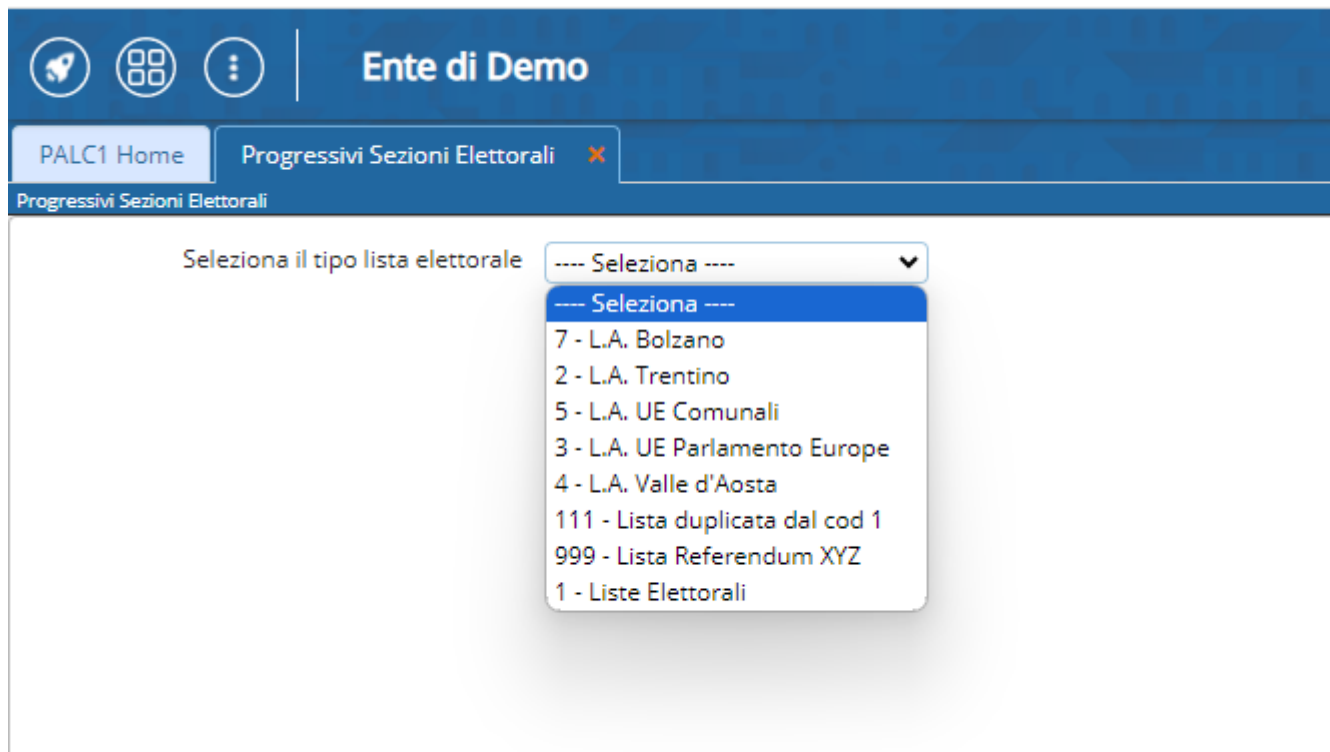 Ente di Demo
PALC1 Home
Progressivi Sezioni Elettorali
Progressivi Sezioni Elettorali
Seleziona il tipo lista elettorale
---- Seleziona ----
---- Seleziona ----
7 - L.A. Bolzano
2 - L.A. Trentino
5 - L.A. UE Comunali
3 - L.A. UE Parlamento Europe
4 - L.A. Valle d'Aosta
111 - Lista duplicata dal cod 1
999 - Lista Referendum XYZ
1 - Liste Elettorali